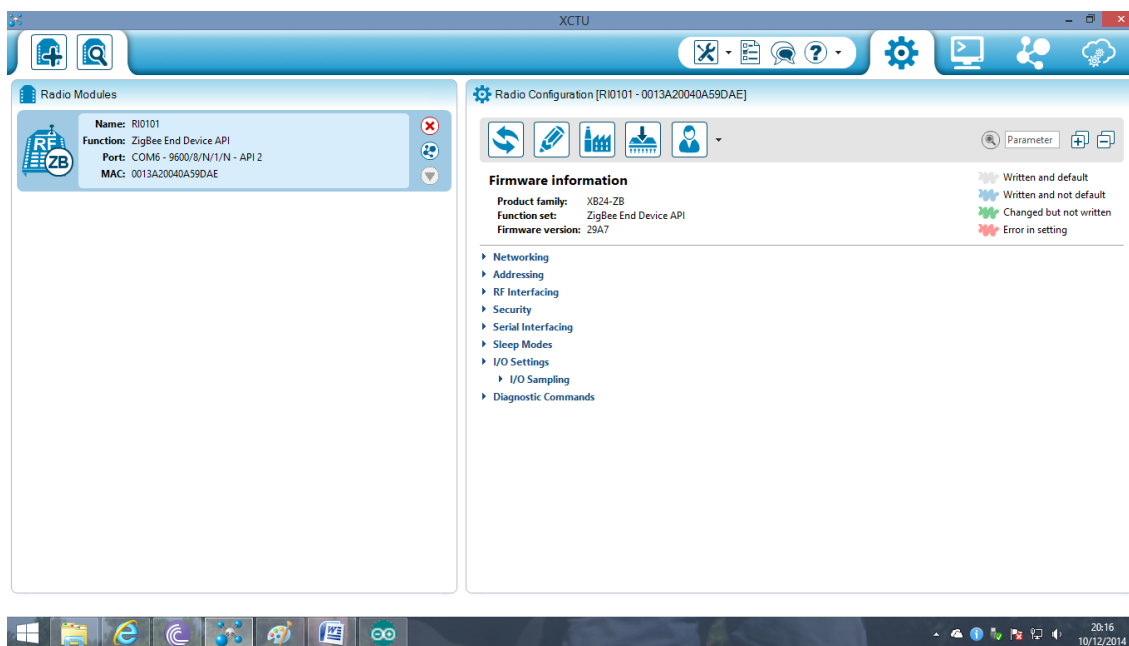 XCTU
Radio Modules
Name: RI0101
Function: ZigBee End Device API
Port: COM6 - 9600/8/N/1/N - API 2
MAC: 0013A20040A59DAE
RF
ZB
Radio Configuration [RI0101 - 0013A20040A59DAE]
Parameter
Firmware information
Product family: XB24-ZB
Function set: ZigBee End Device API
Firmware version: 29A7
Written and default
Written and not default
Changed but not written
Error in setting
Networking
Addressing
RF Interfacing
Security
Serial Interfacing
Sleep Modes
I/O Settings
I/O Sampling
Diagnostic Commands
20:16
10/12/2014